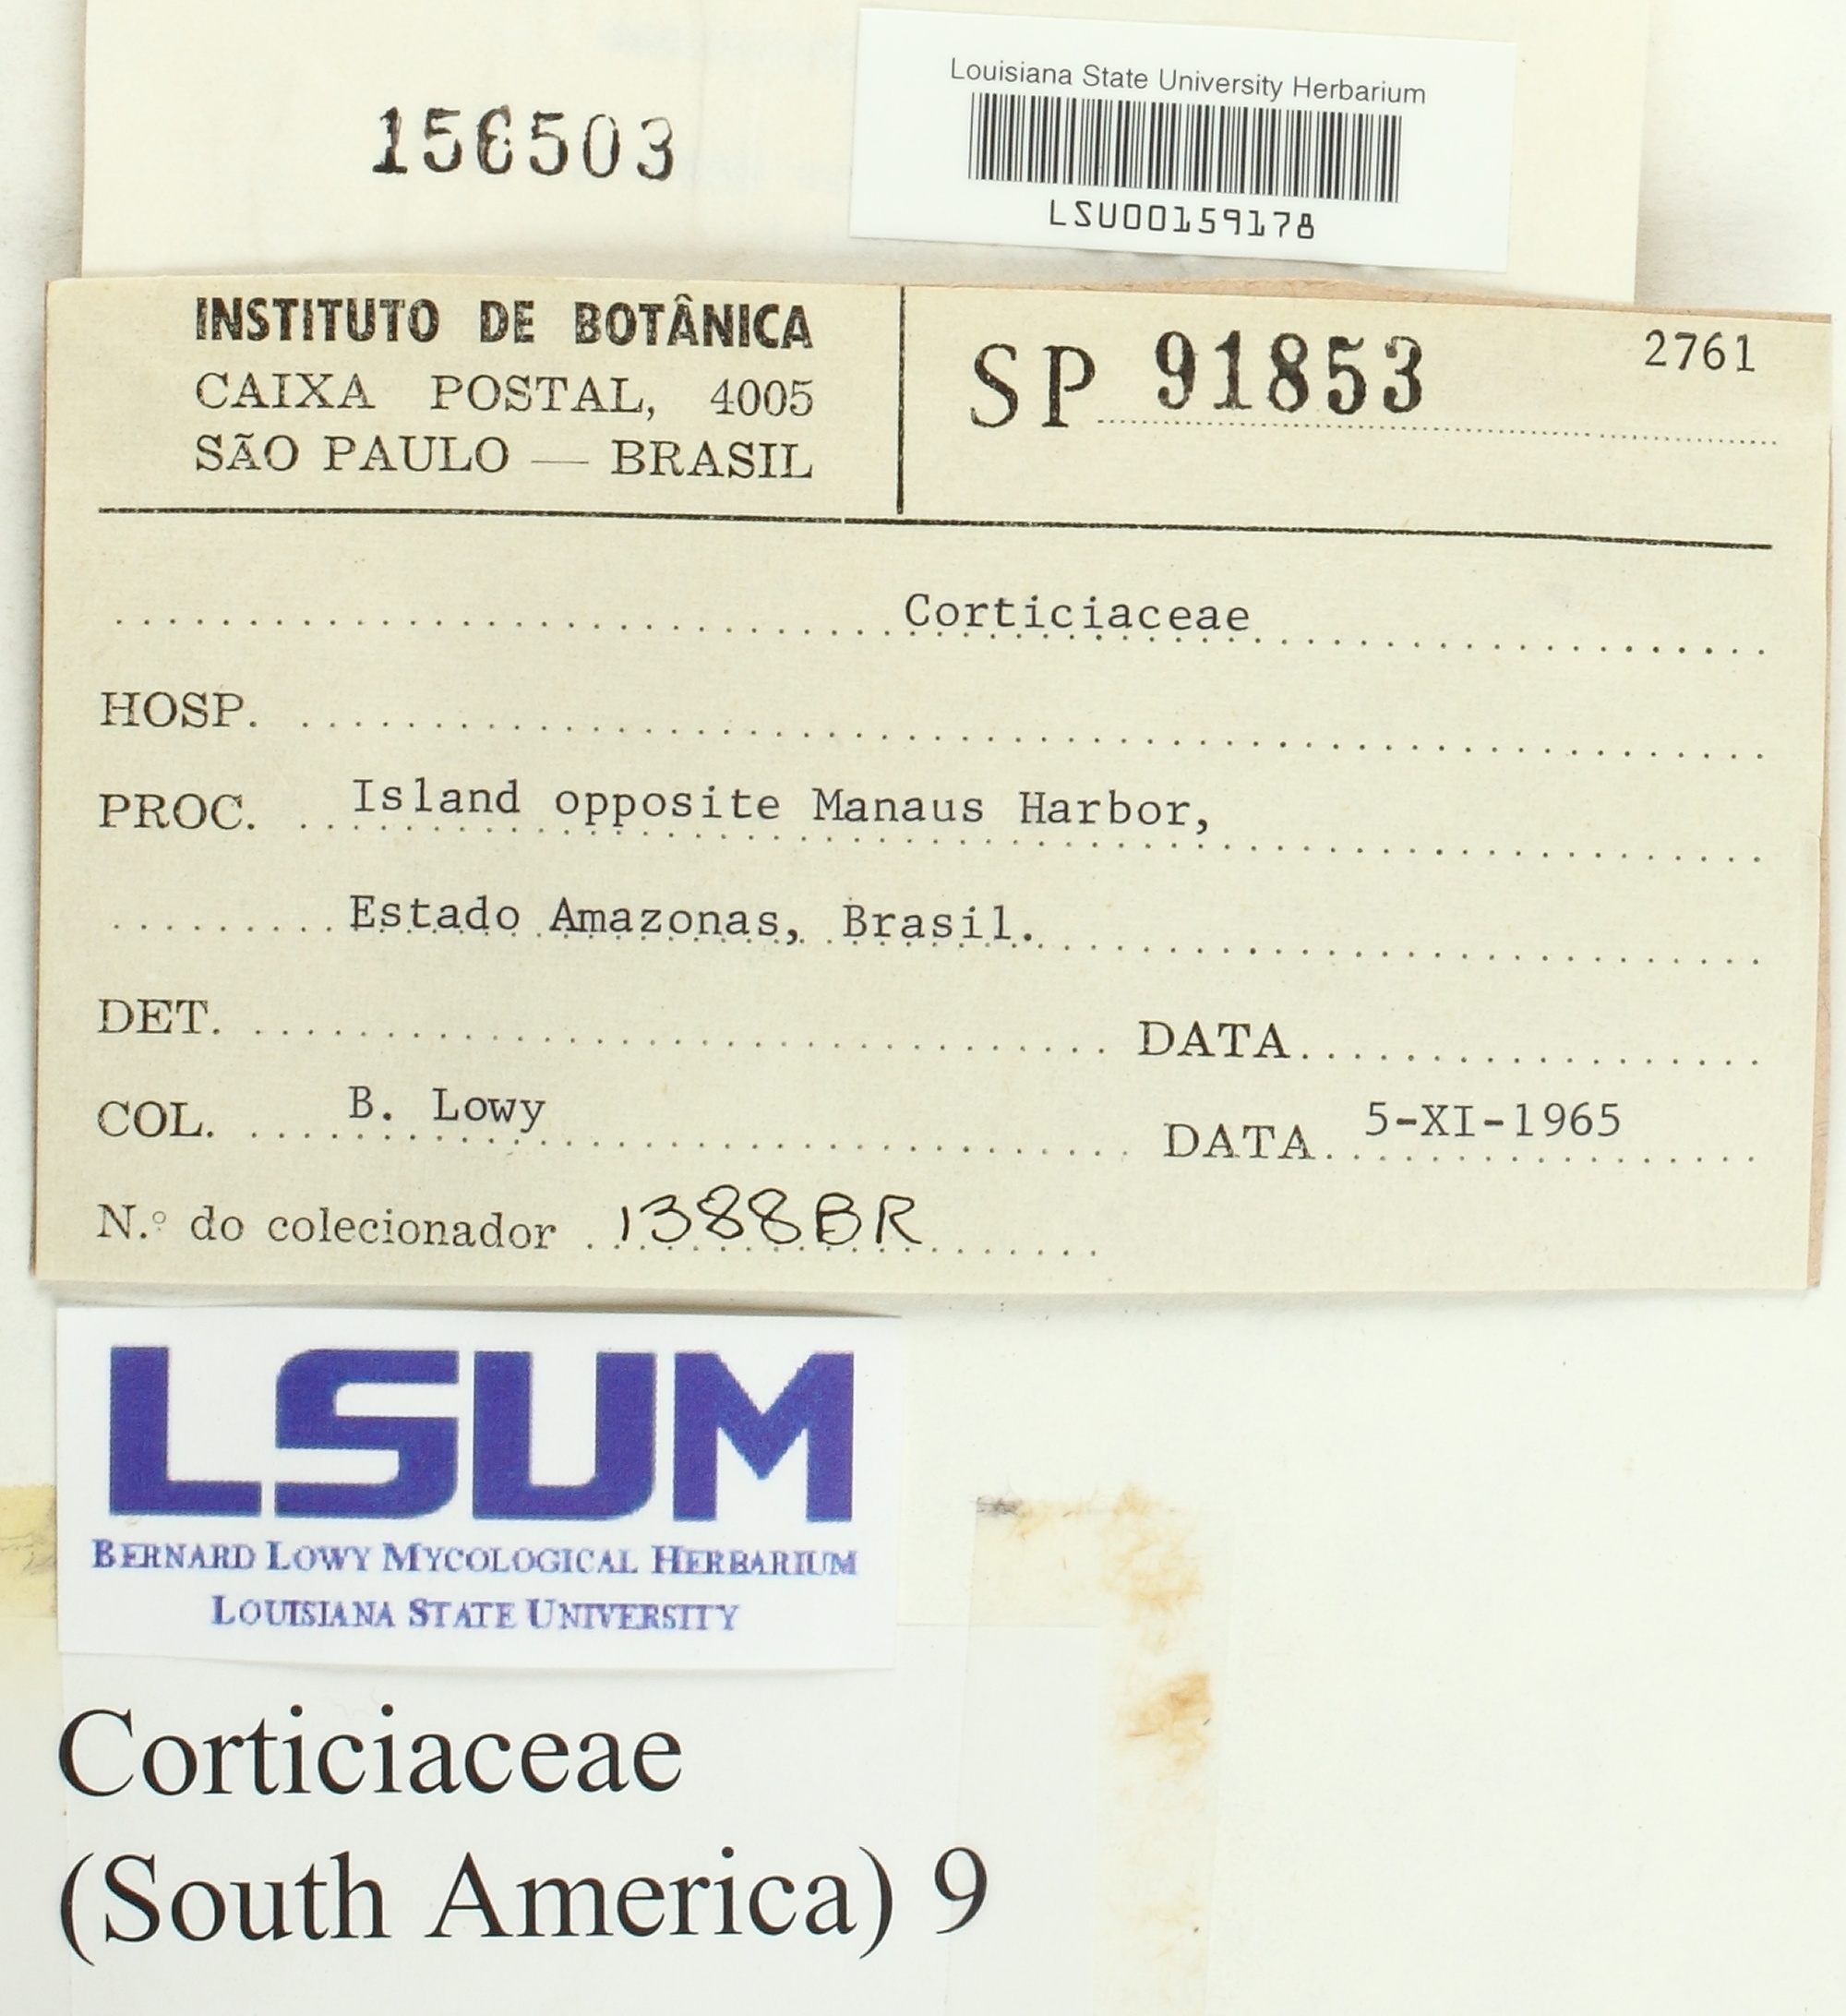 156503
Louisiana State University Herbarium
LSU00159178
INSTITUTO DE BOTÂNICA
CAIXA POSTAL, 4005
SÃO PAULO — BRASIL
SP 91853
2761
Corticiaceae
HOSP.
PROC. Island opposite Manaus Harbor,
Estado Amazonas, Brasil.
DET. DATA
COL. B. Lowy DATA 5-XI-1965
N.º do colecionador 1388BR
LSUM
BERNARD LOWY MYCOLOGICAL HERBARIUM
LOUISIANA STATE UNIVERSITY
Corticiaceae
(South America) 9